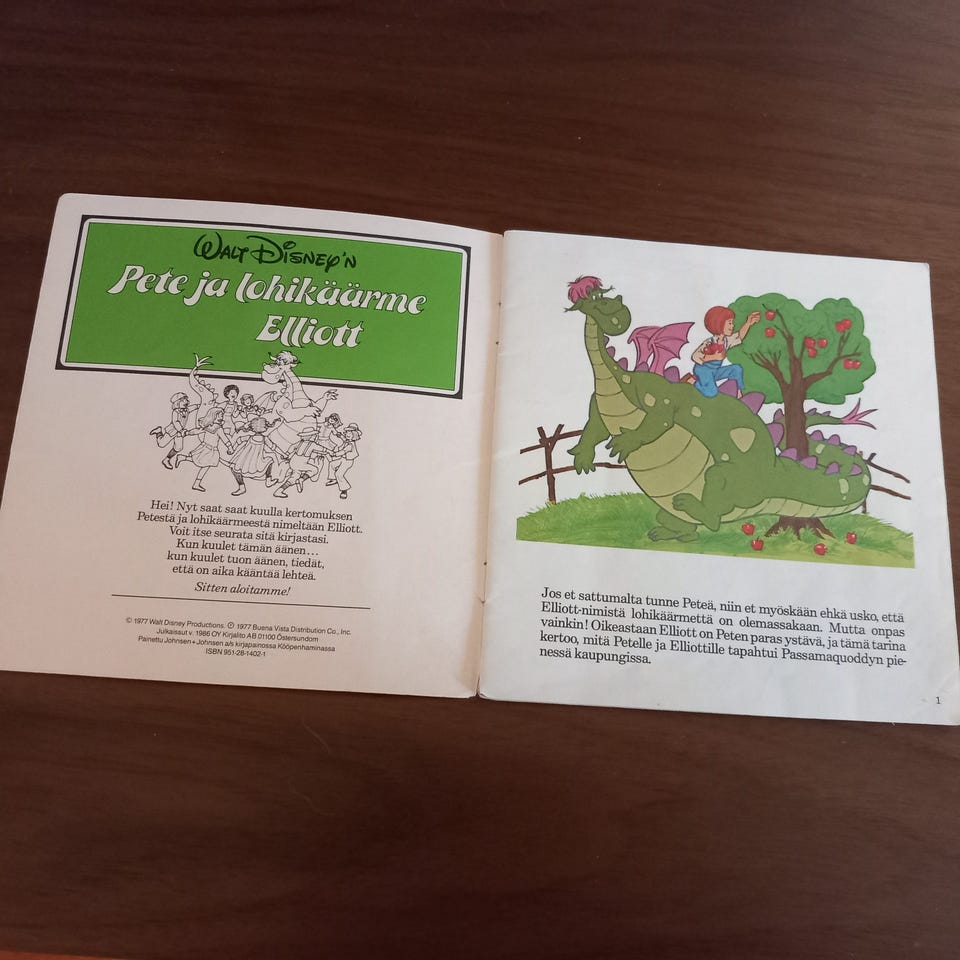 WALT DISNEY'N
Pete ja lohikäärme
Elliott
Hei! Nyt saat saat kuulla kertomuksen
Petestä ja lohikäärmeestä nimeltään Elliott.
Voit itse seurata sitä kirjastasi.
Kun kuulet tämän äänen...
kun kuulet tuon äänen, tiedät,
että on aika kääntää lehteä.
Sitten aloitamme!
© 1977 Walt Disney Productions. ℗ 1977 Buena Vista Distribution Co., Inc.
Julkaissut v. 1986 OY Kirjalito AB 01100 Östersundom
Painettu Johnsen+Johnsen a/s kirjapainossa Kööpenhaminassa
ISBN 951-28-1402-1
Jos et sattumalta tunne Peteä, niin et myöskään ehkä usko, että
Elliott-nimistä lohikäärmettä on olemassakaan. Mutta onpas
vainkin! Oikeastaan Elliott on Peten paras ystävä, ja tämä tarina
kertoo, mitä Petelle ja Elliottille tapahtui Passamaquoddyn pie-
nessä kaupungissa.
1